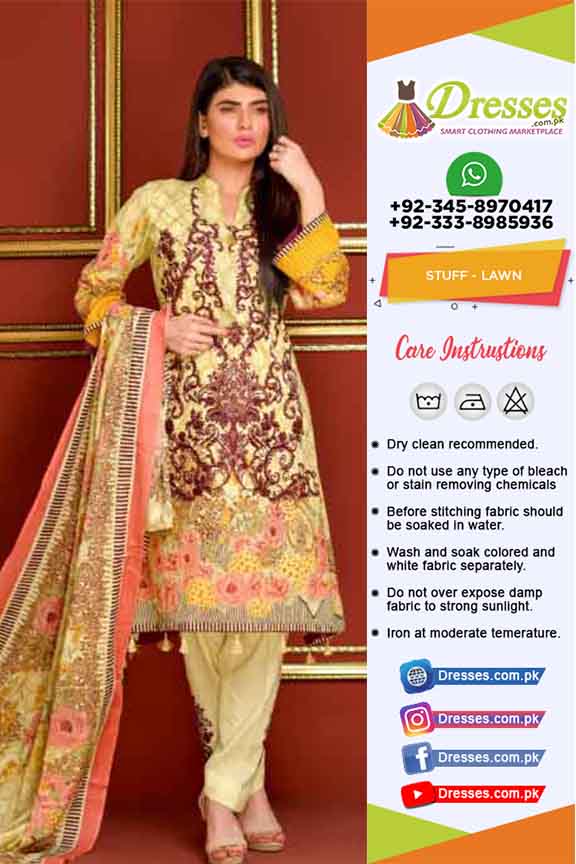 Dresses
.com.pk
SMART CLOTHING MARKETPLACE
+92-345-8970417
+92-333-8985936
STUFF - LAWN
Care Instrustions
Dry clean recommended.
Do not use any type of bleach
or stain removing chemicals
Before stitching fabric should
be soaked in water.
Wash and soak colored and
white fabric separately.
Do not over expose damp
fabric to strong sunlight.
Iron at moderate temerature.
Dresses.com.pk
Dresses.com.pk
Dresses.com.pk
Dresses.com.pk